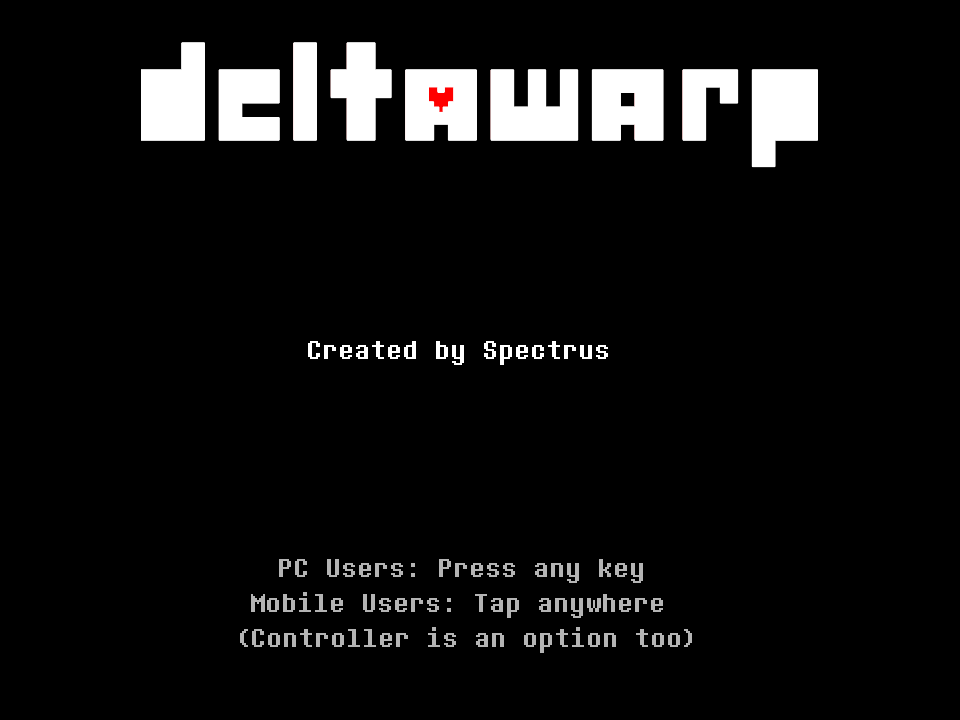 deltawarp
Created by Spectrus
PC Users: Press any key
Mobile Users: Tap anywhere
(Controller is an option too)